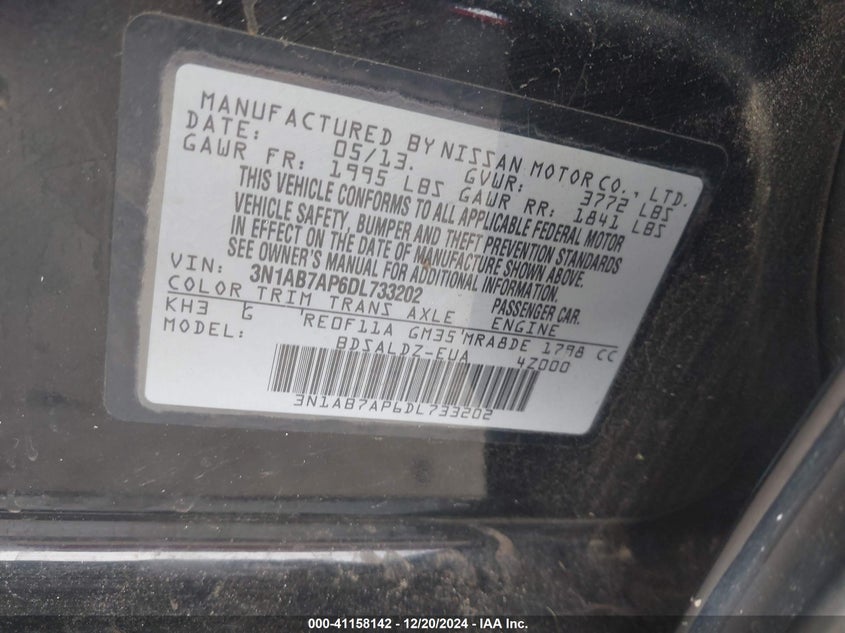 MANUFACTURED BY NISSAN MOTOR CO., LTD.
DATE: 05/13. GVWR: 3772 LBS
GAWR FR: 1995 LBS GAWR RR: 1841 LBS
THIS VEHICLE CONFORMS TO ALL APPLICABLE FEDERAL MOTOR
VEHICLE SAFETY, BUMPER AND THEFT PREVENTION STANDARDS
IN EFFECT ON THE DATE OF MANUFACTURE SHOWN ABOVE.
SEE OWNER'S MANUAL FOR ADDITIONAL INFORMATION.
VIN: 3N1AB7AP6DL733202 PASSENGER CAR.
COLOR TRIM TRANS AXLE ENGINE
KH3 G RE0F11A GM35 MRA8DE 1798 CC
MODEL: BDSALDZ-EUA 4Z000
3N1AB7AP6DL733202
000-41158142 - 12/20/2024 - IAA Inc.